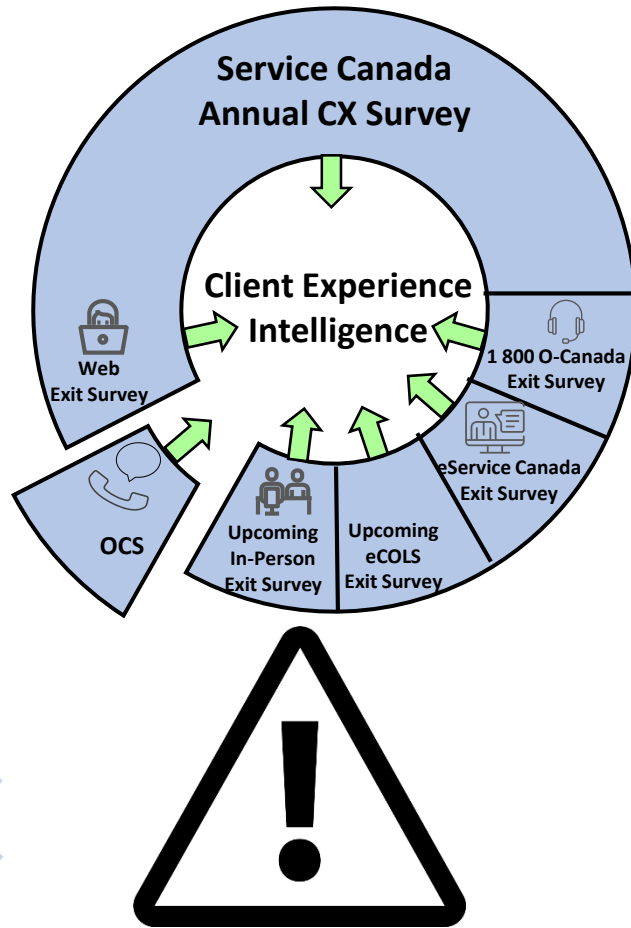 Service Canada
Annual CX Survey
Client Experience
Intelligence
Web
Exit Survey
1 800 O-Canada
Exit Survey
eService Canada
Exit Survey
OCS
Upcoming
In-Person
Exit Survey
Upcoming
eCOLS
Exit Survey
!